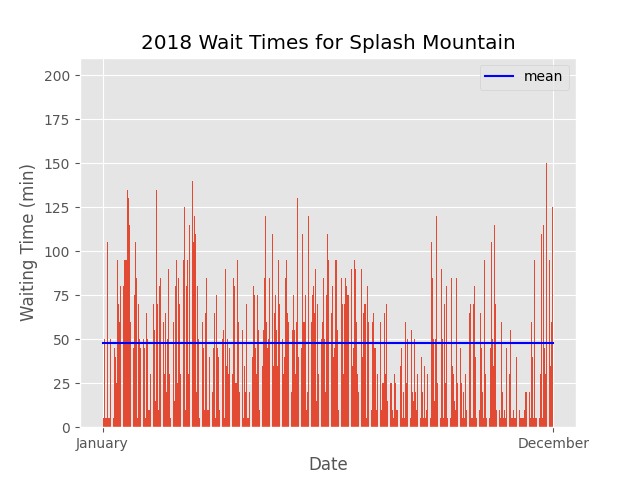 2018 Wait Times for Splash Mountain
mean
200
175
150
125
100
75
50
25
0
Waiting Time (min)
January
December
Date